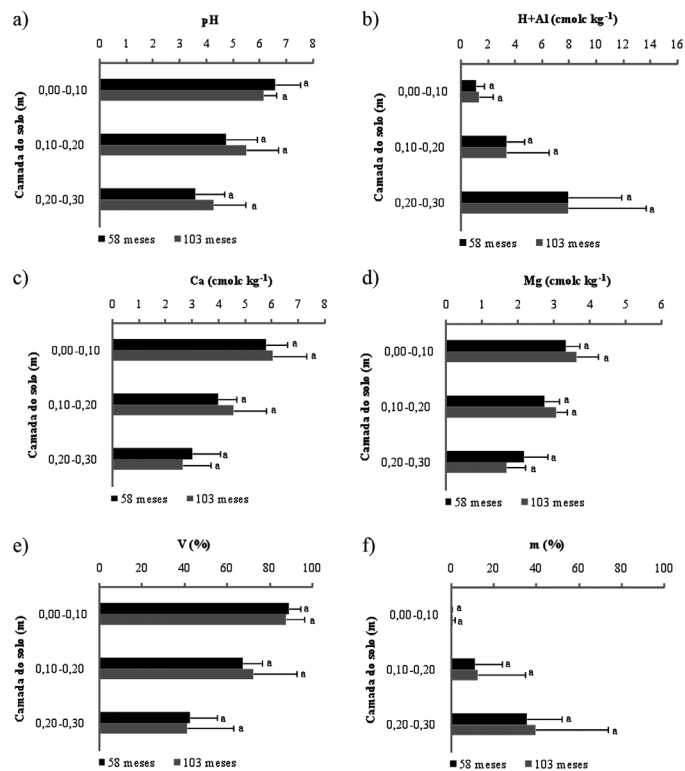 a)
pH
0 1 2 3 4 5 6 7 8
Camada do solo (m)
0,00-0,10
a
a
0,10-0,20
a
a
0,20-0,30
a
a
58 meses 103 meses
b)
H+Al (cmolc kg⁻¹)
0 2 4 6 8 10 12 14 16
Camada do solo (m)
0,00-0,10
a
a
0,10-0,20
a
a
0,20-0,30
a
a
58 meses 103 meses
c)
Ca (cmolc kg⁻¹)
0 1 2 3 4 5 6 7 8
Camada do solo (m)
0,00-0,10
a
a
0,10-0,20
a
a
0,20-0,30
a
a
58 meses 103 meses
d)
Mg (cmolc kg⁻¹)
0 1 2 3 4 5 6
Camada do solo (m)
0,00-0,10
a
a
0,10-0,20
a
a
0,20-0,30
a
a
58 meses 103 meses
e)
V (%)
0 20 40 60 80 100
Camada do solo (m)
0,00-0,10
a
a
0,10-0,20
a
a
0,20-0,30
a
a
58 meses 103 meses
f)
m (%)
0 20 40 60 80 100
Camada do solo (m)
0,00-0,10
a
a
0,10-0,20
a
a
0,20-0,30
a
a
58 meses 103 meses